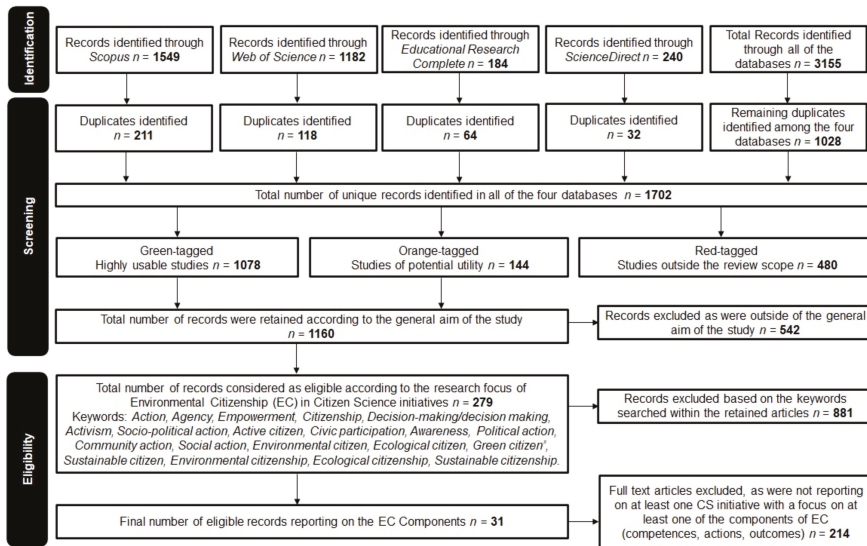 Identification
Records identified through
Scopus n = 1549
Records identified through
Web of Science n = 1182
Records identified through
Educational Research
Complete n = 184
Records identified through
ScienceDirect n = 240
Total Records identified
through all of the
databases n = 3155
Screening
Duplicates identified
n = 211
Duplicates identified
n = 118
Duplicates identified
n = 64
Duplicates identified
n = 32
Remaining duplicates
identified among the four
databases n = 1028
Total number of unique records identified in all of the four databases n = 1702
Green-tagged
Highly usable studies n = 1078
Orange-tagged
Studies of potential utility n = 144
Red-tagged
Studies outside the review scope n = 480
Total number of records were retained according to the general aim of the study
n = 1160
Records excluded as were outside of the general
aim of the study n = 542
Eligibility
Total number of records considered as eligible according to the research focus of
Environmental Citizenship (EC) in Citizen Science initiatives n = 279
Keywords: Action, Agency, Empowerment, Citizenship, Decision-making/decision making,
Activism, Socio-political action, Active citizen, Civic participation, Awareness, Political action,
Community action, Social action, Environmental citizen, Ecological citizen, Green citizen*,
Sustainable citizen, Environmental citizenship, Ecological citizenship, Sustainable citizenship.
Records excluded based on the keywords
searched within the retained articles n = 881
Final number of eligible records reporting on the EC Components n = 31
Full text articles excluded, as were not reporting
on at least one CS initiative with a focus on at
least one of the components of EC
(competences, actions, outcomes) n = 214